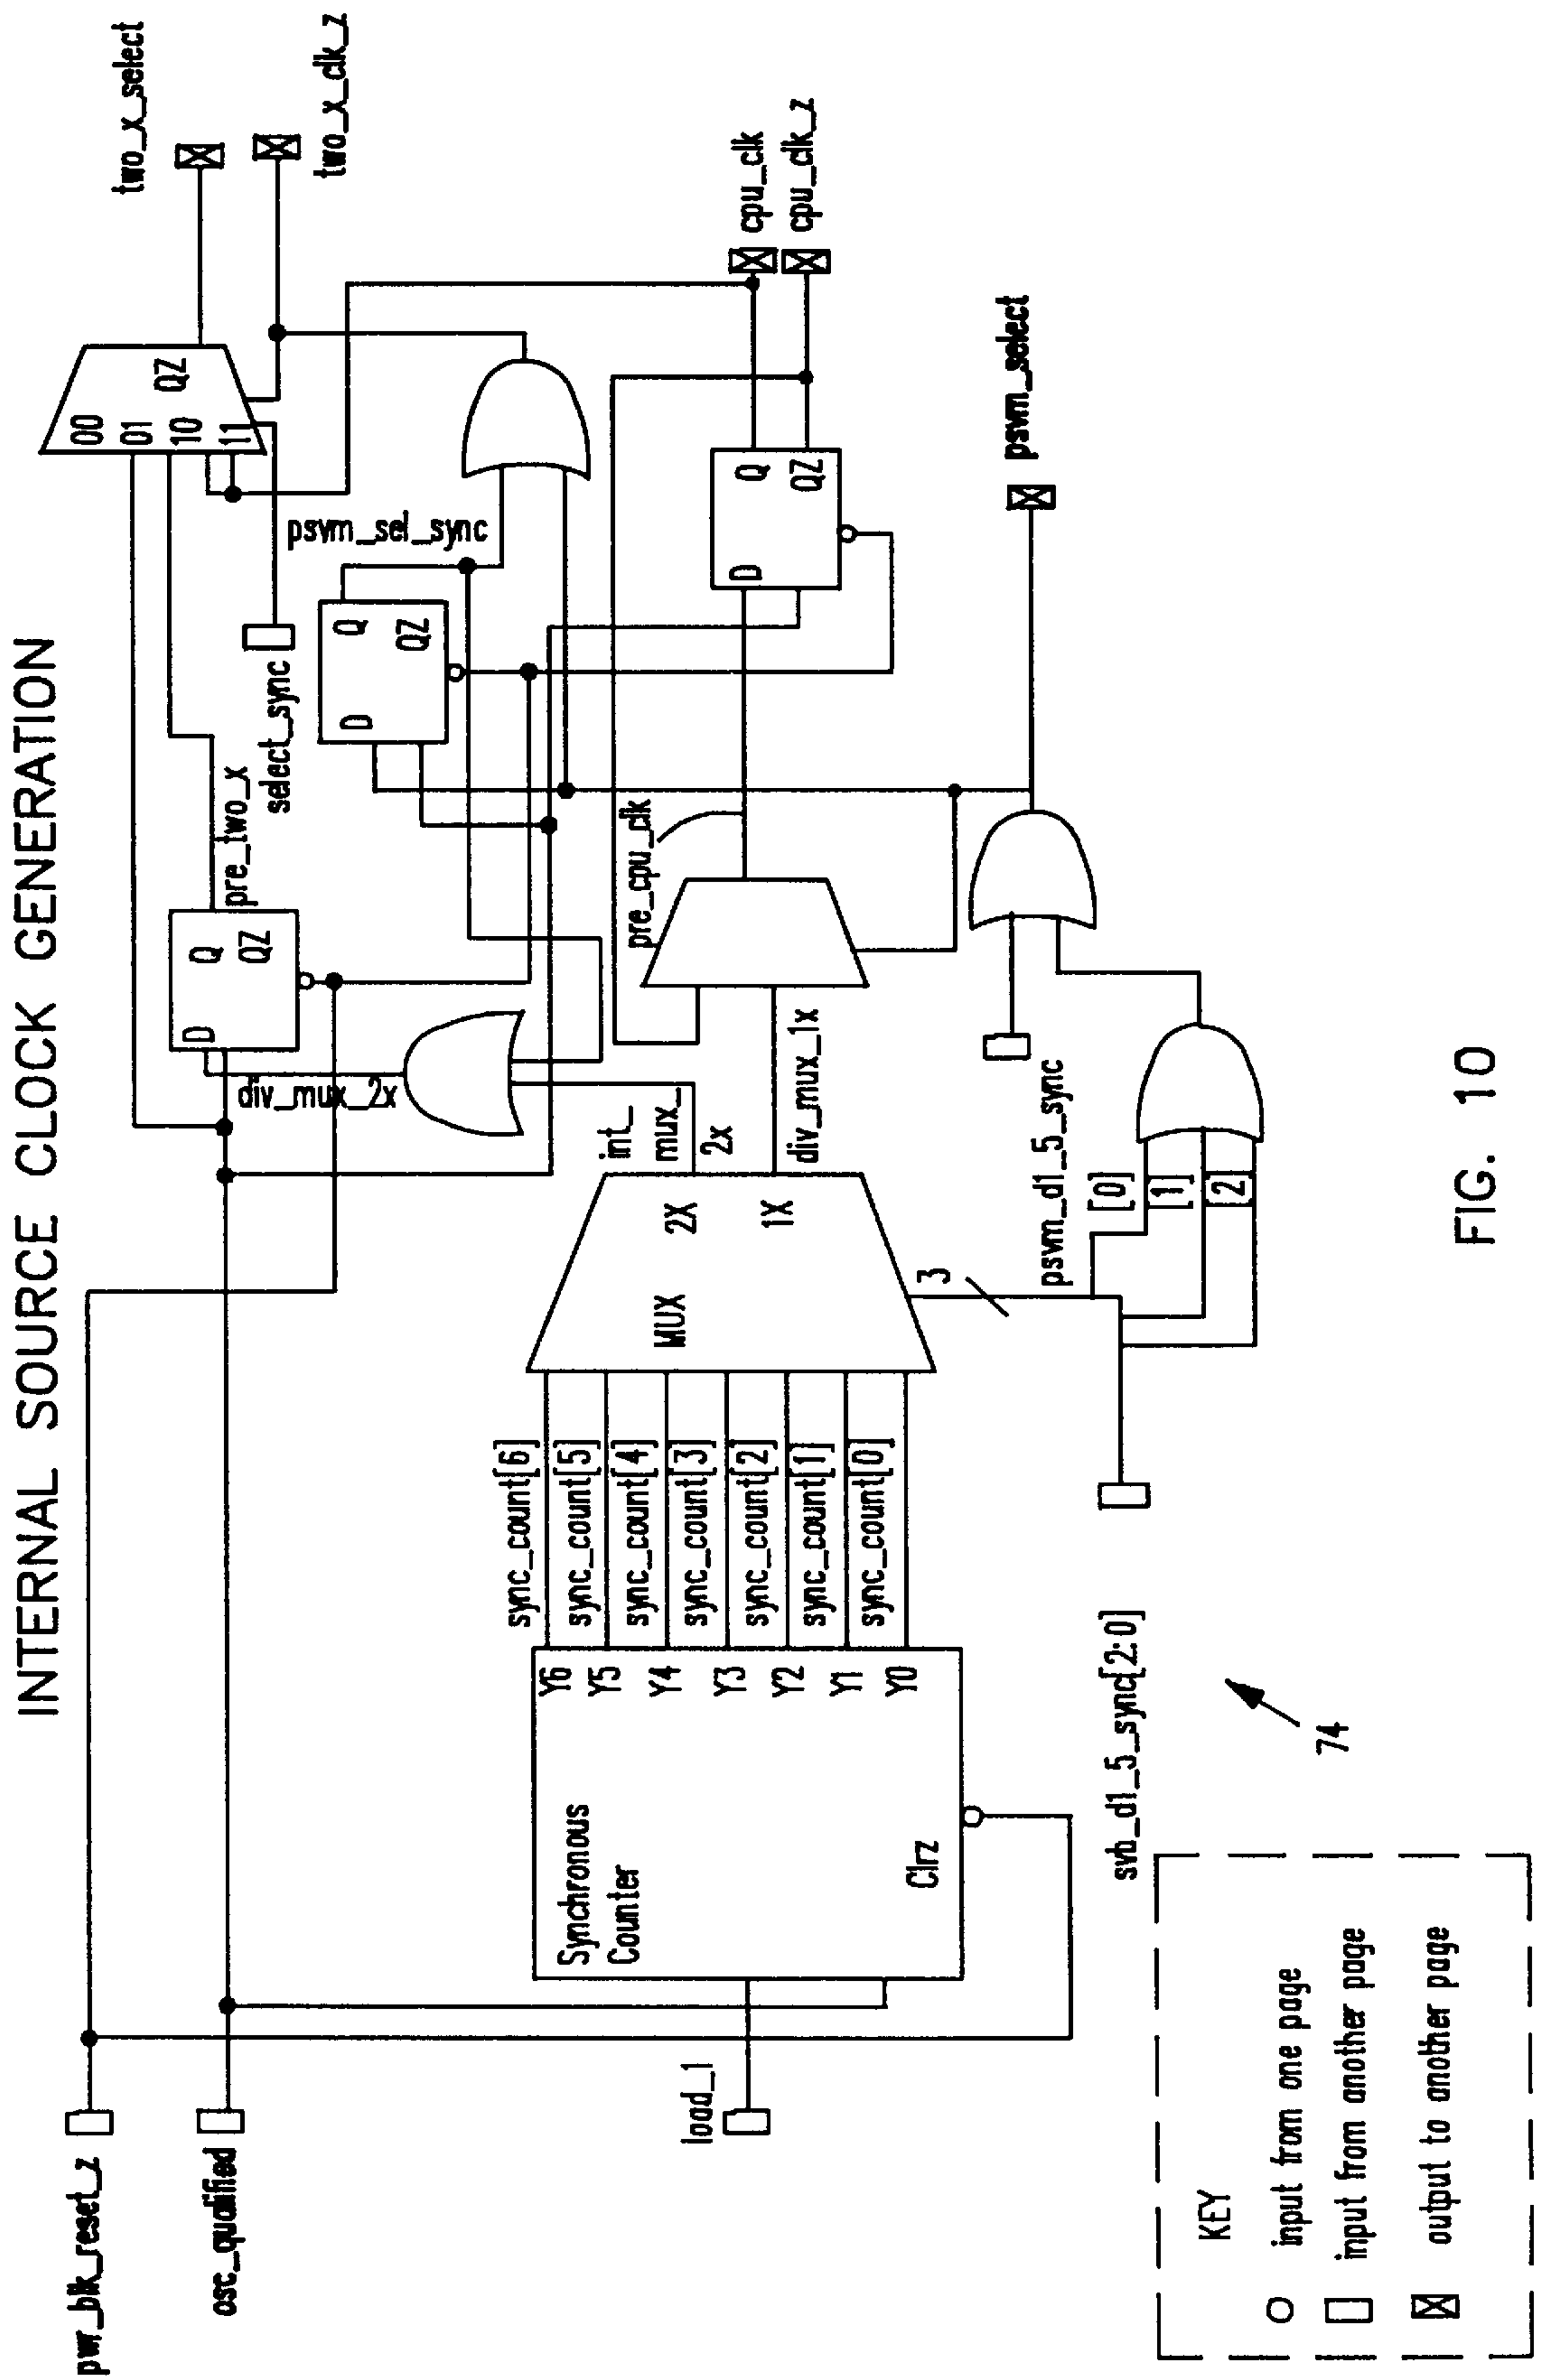 INTERNAL SOURCE CLOCK GENERATION
pwr_blk_reset_z
osc_qualified
load_1
Synchronous
Counter
Clrz
Y6
Y5
Y4
Y3
Y2
Y1
Y0
sync_count[6]
sync_count[5]
sync_count[4]
sync_count[3]
sync_count[2]
sync_count[1]
sync_count[0]
MUX
2X
1X
3
int_
mux_
2x
div_mux_1x
div_mux_2x
D
Q
QZ
pre_two_x
select_sync
00
01
10
11
QZ
two_x_select
two_x_clk_z
D
Q
QZ
psvm_sel_sync
pre_cpu_clk
D
Q
QZ
cpu_clk
cpu_clk_z
psvm_select
psvm_d1_5_sync
[0]
[1]
[2]
svb_d1_5_sync[2:0]
74
KEY
input from one page
input from another page
output to another page
FIG. 10